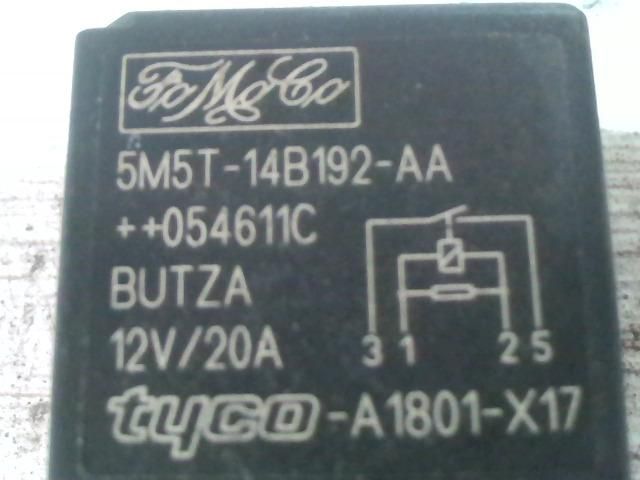 FoMoCo
5M5T-14B192-AA
++054611C
BUTZA
12V/20A
3 1 2 5
tyco-A1801-X17